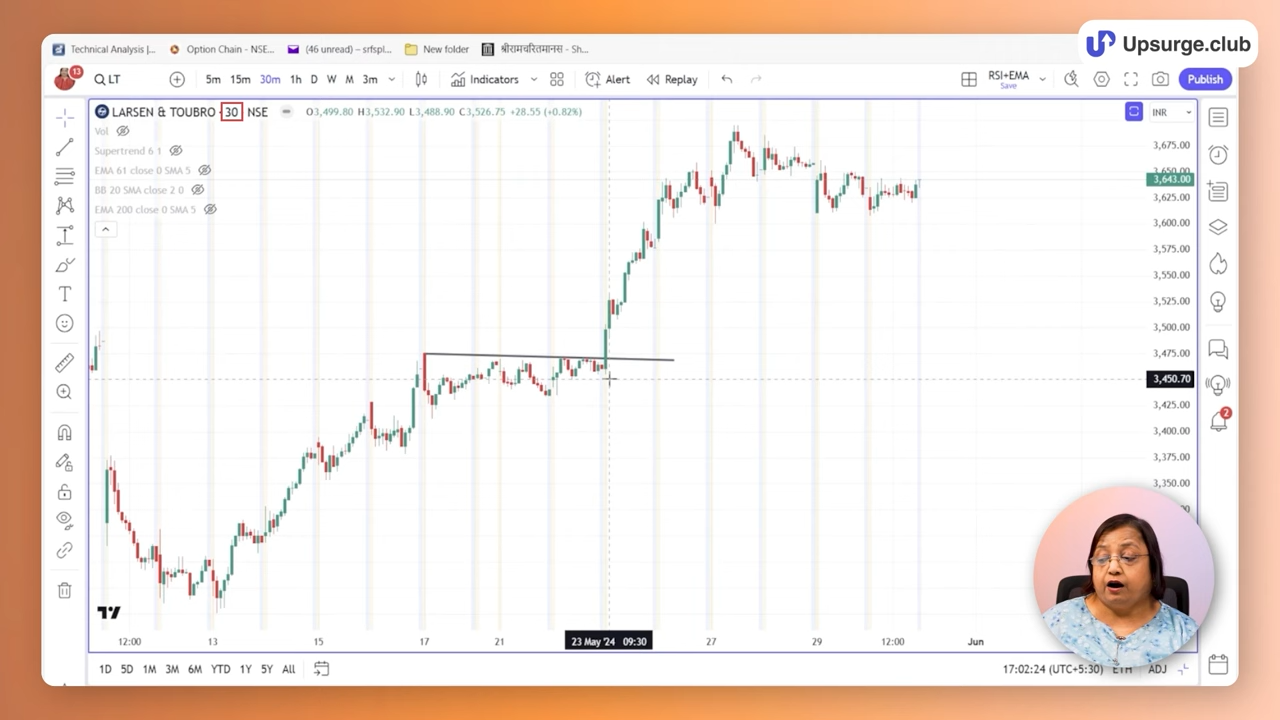 Upsurge.club
Technical Analysis |... Option Chain - NSE... (46 unread) – srfspl... New folder श्रीरामचरितमानस - Sh...
13 LT 5m 15m 30m 1h D W M 3m Indicators Alert Replay RSI+EMA Save Publish
LARSEN & TOUBRO 30 NSE O3,499.80 H3,532.90 L3,488.90 C3,526.75 +28.55 (+0.82%) INR
Vol
Supertrend 6 1
EMA 61 close 0 SMA 5
BB 20 SMA close 2 0
EMA 200 close 0 SMA 5
3,675.00
3,650.00
3,643.00
3,625.00
3,600.00
3,575.00
3,550.00
3,525.00
3,500.00
3,475.00
3,450.70
3,425.00
3,400.00
3,375.00
3,350.00
2
12:00 13 15 17 21 23 May '24 09:30 27 29 12:00 Jun
1D 5D 1M 3M 6M YTD 1Y 5Y All 17:02:24 (UTC+5:30) ETH ADJ